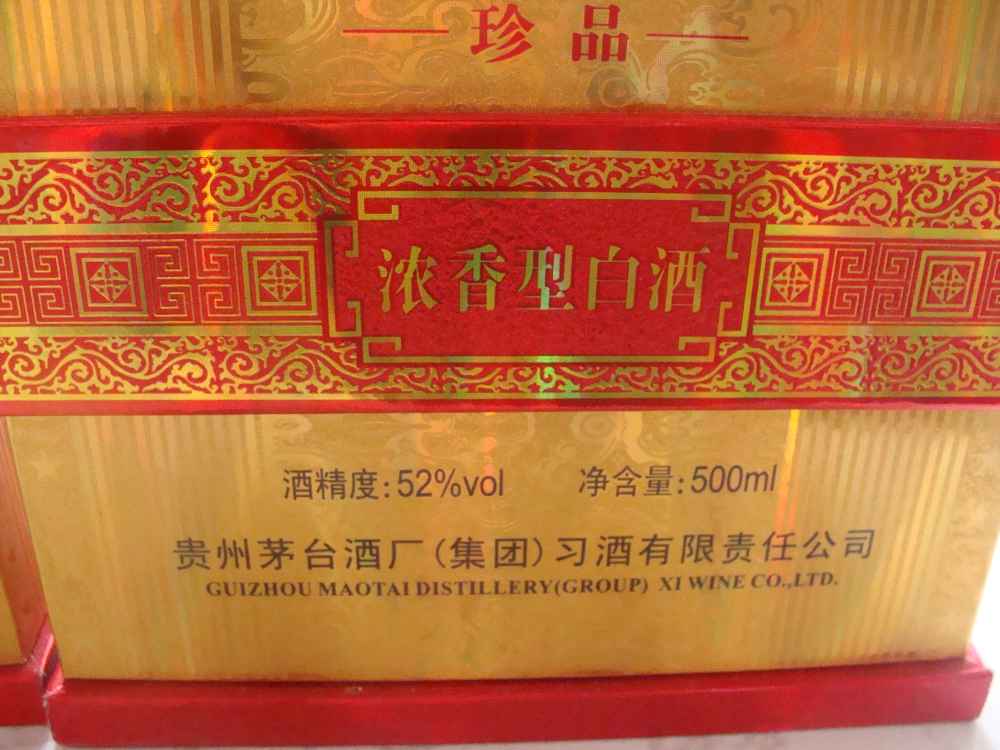 珍品
浓香型白酒
酒精度:52%vol 净含量:500ml
贵州茅台酒厂(集团)习酒有限责任公司
GUIZHOU MAOTAI DISTILLERY(GROUP) XI WINE CO.,LTD.